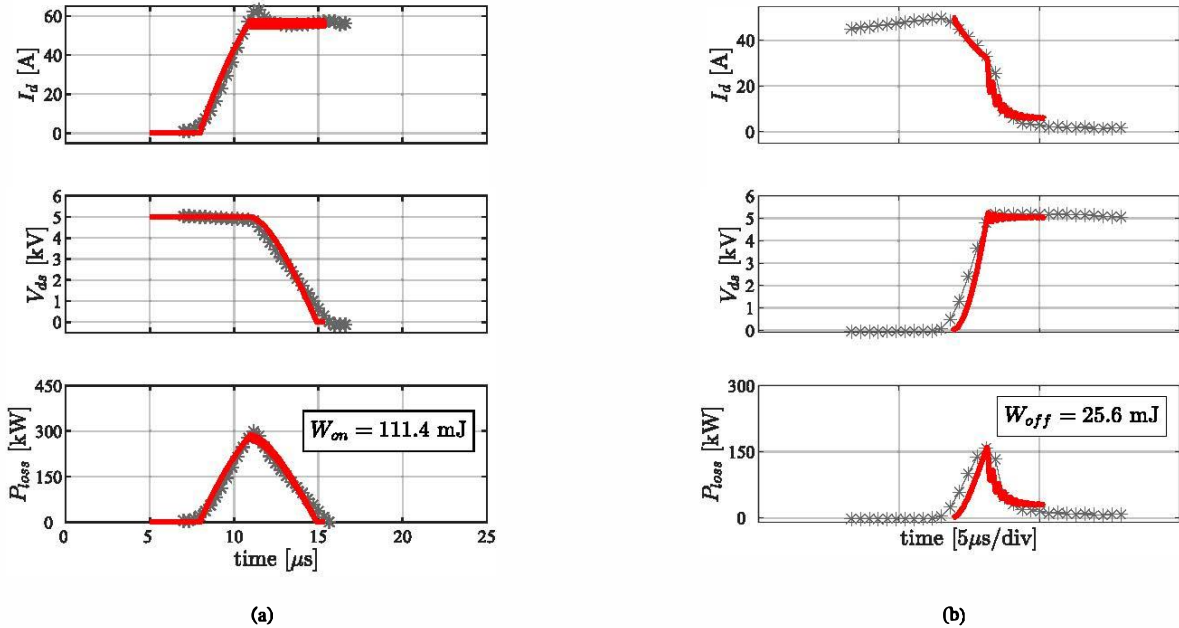 60
40
20
0
I_d [A]
6
5
4
3
2
1
0
V_ds [kV]
450
300
150
0
P_loss [kW]
W_on = 111.4 mJ
0 5 10 15 20 25
time [μs]
(a)
40
20
0
I_d [A]
6
5
4
3
2
1
0
V_ds [kV]
300
150
0
P_loss [kW]
W_off = 25.6 mJ
time [5μs/div]
(b)